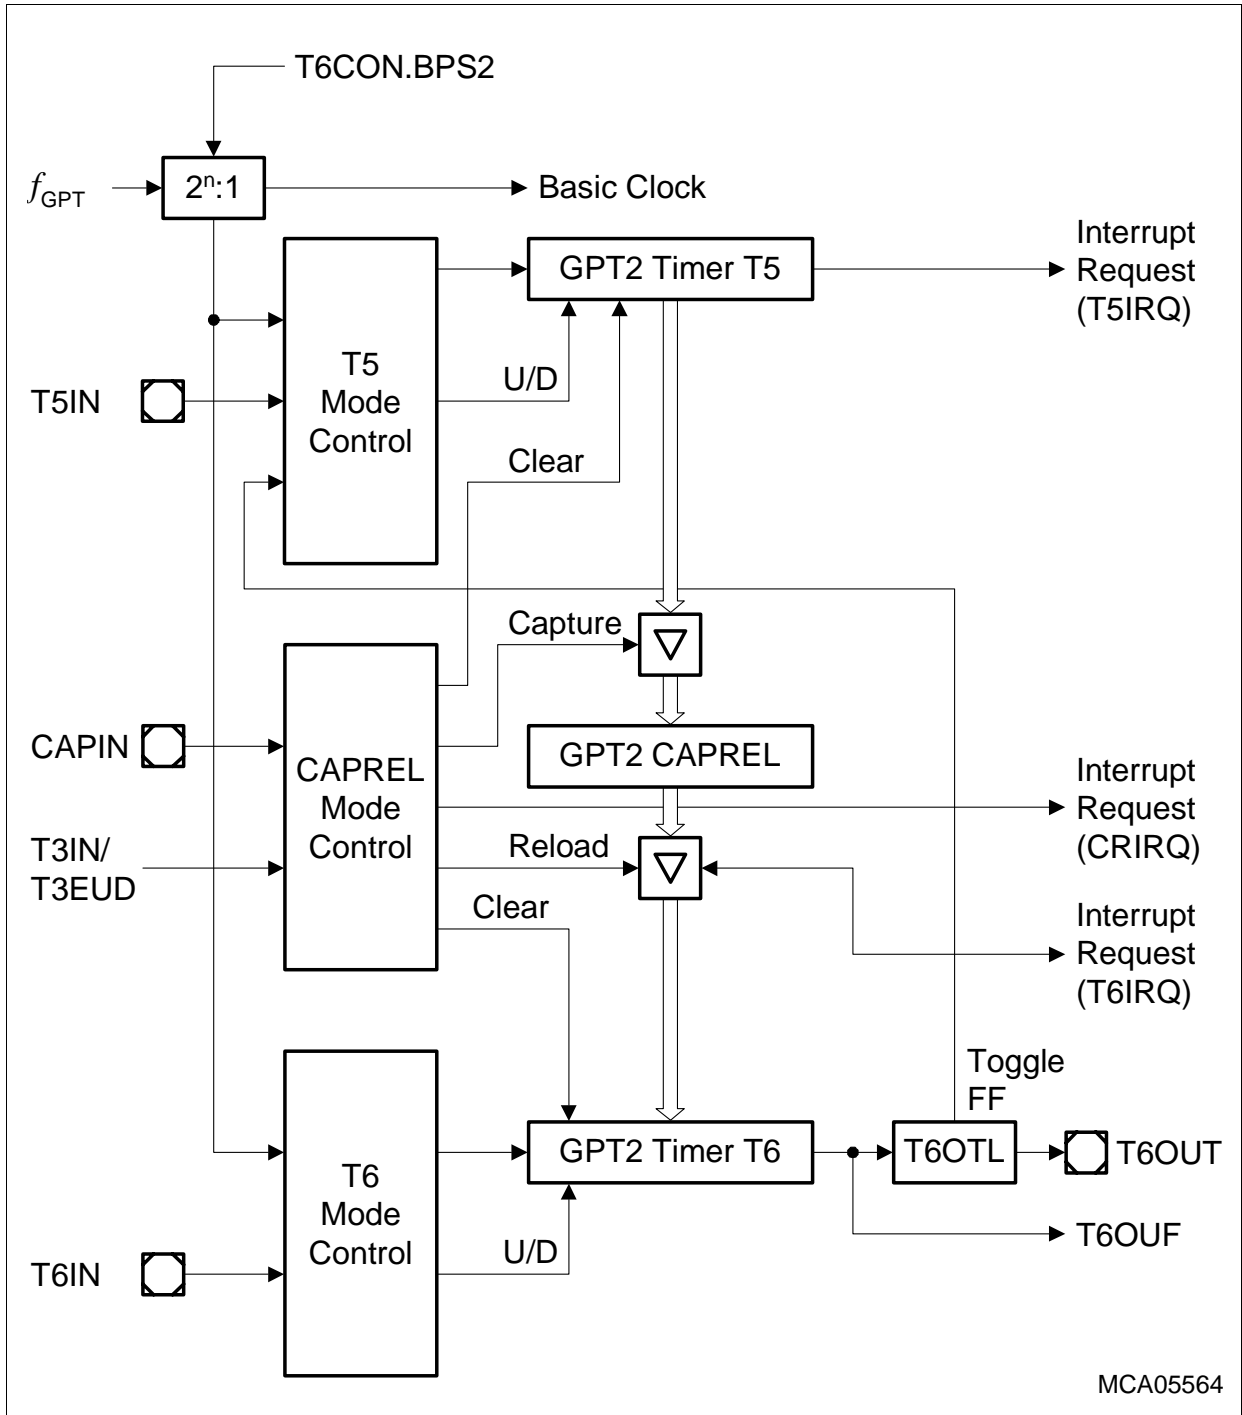 T6CON.BPS2
fGPT
2n:1
Basic Clock
Interrupt
Request
(T5IRQ)
GPT2 Timer T5
T5
Mode
Control
U/D
T5IN
Clear
Capture
CAPIN
GPT2 CAPREL
CAPREL
Mode
Control
Interrupt
Request
(CRIRQ)
T3IN/
T3EUD
Reload
Clear
Interrupt
Request
(T6IRQ)
Toggle
FF
GPT2 Timer T6
T6OTL
T6OUT
T6
Mode
Control
U/D
T6OUF
T6IN
MCA05564